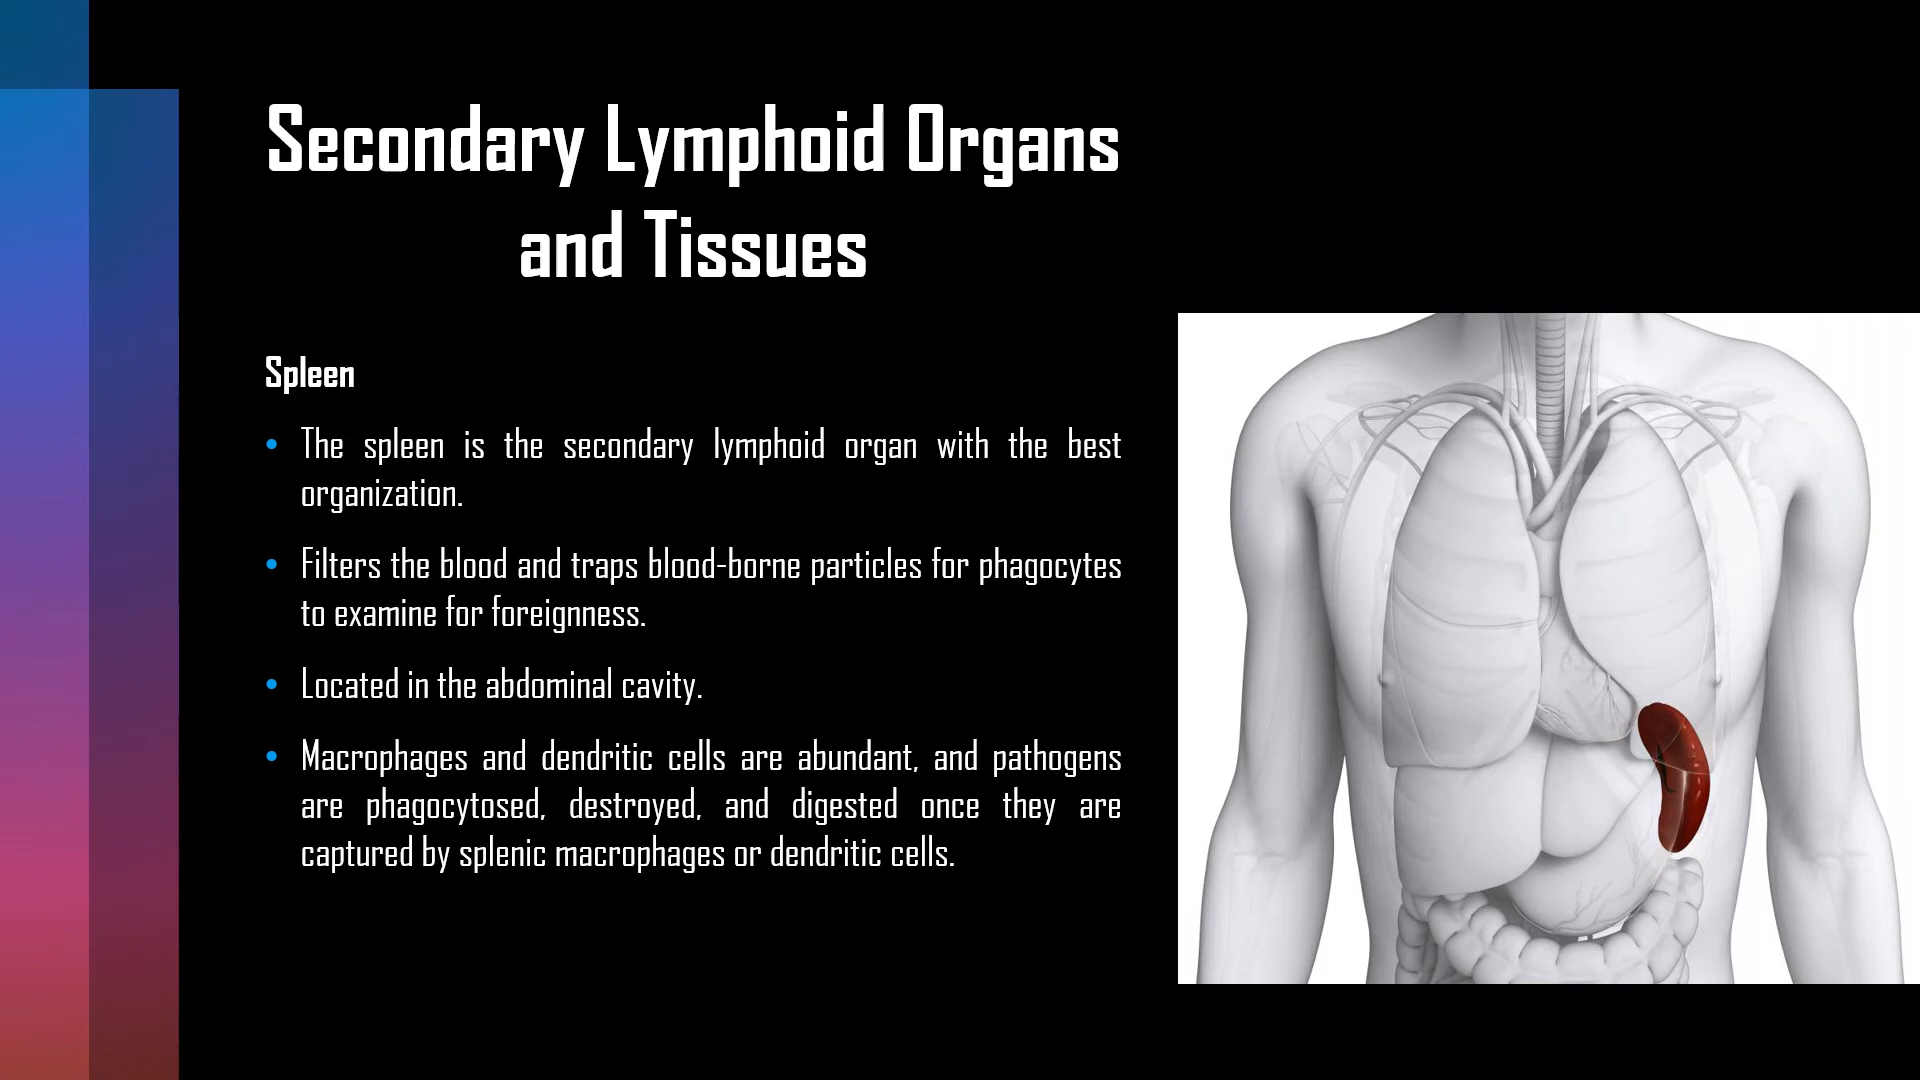 Secondary Lymphoid Organs
and Tissues
Spleen
• The spleen is the secondary lymphoid organ with the best
organization.
• Filters the blood and traps blood-borne particles for phagocytes
to examine for foreignness.
• Located in the abdominal cavity.
• Macrophages and dendritic cells are abundant, and pathogens
are phagocytosed, destroyed, and digested once they are
captured by splenic macrophages or dendritic cells.